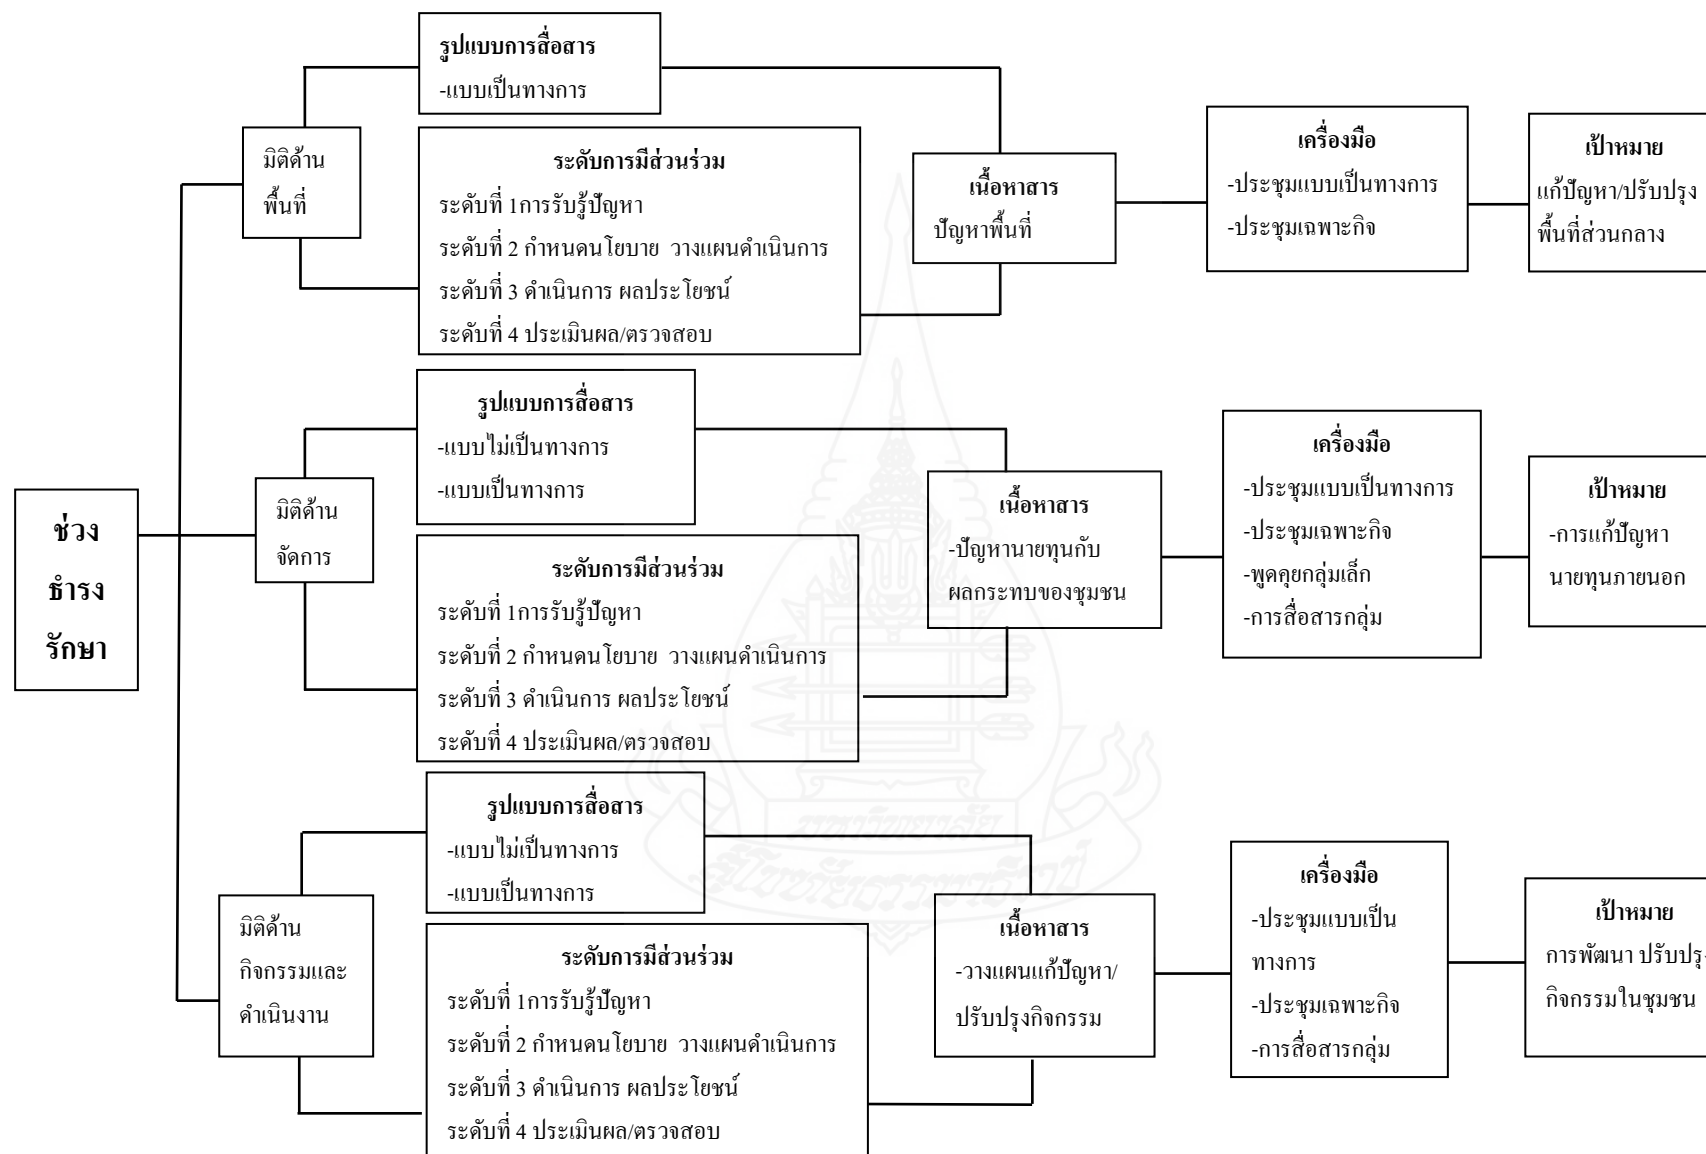 ช่วง
ธำรง
รักษา
มิติด้าน
พื้นที่
รูปแบบการสื่อสาร
-แบบเป็นทางการ
ระดับการมีส่วนร่วม
ระดับที่ 1การรับรู้ปัญหา
ระดับที่ 2 กำหนดนโยบาย วางแผนดำเนินการ
ระดับที่ 3 ดำเนินการ ผลประโยชน์
ระดับที่ 4 ประเมินผล/ตรวจสอบ
เนื้อหาสาร
ปัญหาพื้นที่
เครื่องมือ
-ประชุมแบบเป็นทางการ
-ประชุมเฉพาะกิจ
เป้าหมาย
แก้ปัญหา/ปรับปรุง
พื้นที่ส่วนกลาง
มิติด้าน
จัดการ
รูปแบบการสื่อสาร
-แบบไม่เป็นทางการ
-แบบเป็นทางการ
ระดับการมีส่วนร่วม
ระดับที่ 1การรับรู้ปัญหา
ระดับที่ 2 กำหนดนโยบาย วางแผนดำเนินการ
ระดับที่ 3 ดำเนินการ ผลประโยชน์
ระดับที่ 4 ประเมินผล/ตรวจสอบ
เนื้อหาสาร
-ปัญหานายทุนกับ
ผลกระทบของชุมชน
เครื่องมือ
-ประชุมแบบเป็นทางการ
-ประชุมเฉพาะกิจ
-พูดคุยกลุ่มเล็ก
-การสื่อสารกลุ่ม
เป้าหมาย
-การแก้ปัญหา
นายทุนภายนอก
มิติด้าน
กิจกรรมและ
ดำเนินงาน
รูปแบบการสื่อสาร
-แบบไม่เป็นทางการ
-แบบเป็นทางการ
ระดับการมีส่วนร่วม
ระดับที่ 1การรับรู้ปัญหา
ระดับที่ 2 กำหนดนโยบาย วางแผนดำเนินการ
ระดับที่ 3 ดำเนินการ ผลประโยชน์
ระดับที่ 4 ประเมินผล/ตรวจสอบ
เนื้อหาสาร
-วางแผนแก้ปัญหา/
ปรับปรุงกิจกรรม
เครื่องมือ
-ประชุมแบบเป็น
ทางการ
-ประชุมเฉพาะกิจ
-การสื่อสารกลุ่ม
เป้าหมาย
การพัฒนา ปรับปรุง
กิจกรรมในชุมชน
มหาวิทยาลัย
สุโขทัยธรรมาธิราช